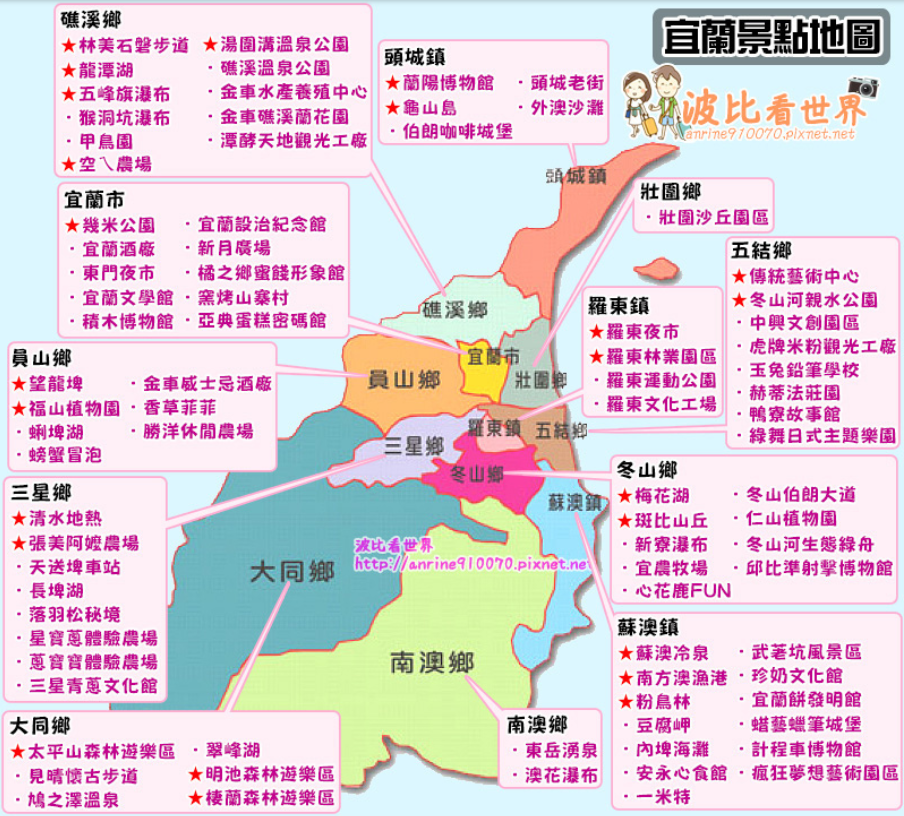 宜蘭景點地圖
波比看世界
anrine910070.pixnet.net
礁溪鄉
★林美石磐步道 ★湯圍溝溫泉公園
★龍潭湖 ·礁溪溫泉公園
★五峰旗瀑布 ·金車水產養殖中心
·猴洞坑瀑布 ·金車礁溪蘭花園
·甲鳥園 ·潭酵天地觀光工廠
★空ㄟ農場
頭城鎮
★蘭陽博物館 ·頭城老街
★龜山島 ·外澳沙灘
·伯朗咖啡城堡
宜蘭市
★幾米公園 ·宜蘭設治紀念館
·宜蘭酒廠 ·新月廣場
·東門夜市 ·橘之鄉蜜餞形象館
·宜蘭文學館 ·窯烤山寨村
·積木博物館 ·亞典蛋糕密碼館
壯圍鄉
·壯圍沙丘園區
五結鄉
★傳統藝術中心
★冬山河親水公園
·中興文創園區
·虎牌米粉觀光工廠
·玉兔鉛筆學校
·赫蒂法莊園
·鴨寮故事館
·綠舞日式主題樂園
羅東鎮
★羅東夜市
★羅東林業園區
·羅東運動公園
·羅東文化工場
員山鄉
★望龍埤 ·金車威士忌酒廠
★福山植物園 ·香草菲菲
·蜊埤湖 ·勝洋休閒農場
·螃蟹冒泡
三星鄉
★清水地熱
★張美阿嬤農場
·天送埤車站
·長埤湖
·落羽松秘境
·星寶蔥體驗農場
·蔥寶寶體驗農場
·三星青蔥文化館
冬山鄉
★梅花湖 ·冬山伯朗大道
★斑比山丘 ·仁山植物園
·新寮瀑布 ·冬山河生態綠舟
·宜農牧場 ·邱比準射擊博物館
·心花鹿FUN
蘇澳鎮
★蘇澳冷泉 ·武荖坑風景區
★南方澳漁港 ·珍奶文化館
★粉鳥林 ·宜蘭餅發明館
·豆腐岬 ·蜡藝蠟筆城堡
·內埤海灘 ·計程車博物館
·安永心食館 ·瘋狂夢想藝術園區
·一米特
大同鄉
★太平山森林遊樂區 ·翠峰湖
·見晴懷古步道 ★明池森林遊樂區
·鳩之澤溫泉 ★棲蘭森林遊樂區
南澳鄉
·東岳湧泉
·澳花瀑布
頭城鎮
礁溪鄉
宜蘭市
員山鄉
壯圍鄉
羅東鎮
五結鄉
三星鄉
冬山鄉
蘇澳鎮
大同鄉
南澳鄉
波比看世界
http://anrine910070.pixnet.net